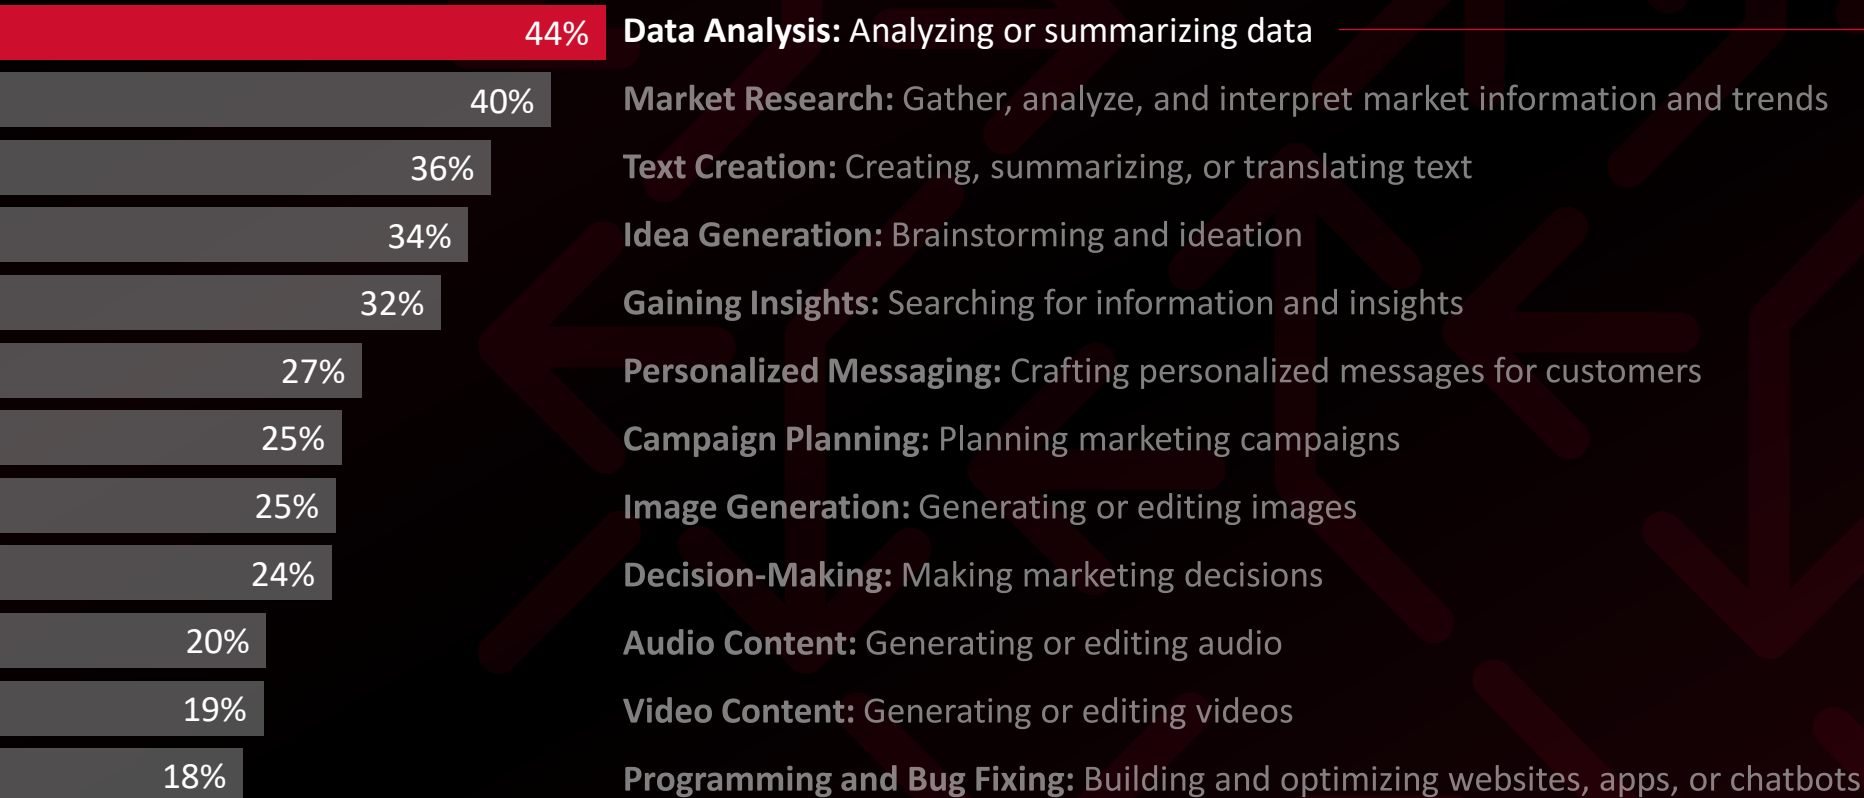 44% Data Analysis: Analyzing or summarizing data
40% Market Research: Gather, analyze, and interpret market information and trends
36% Text Creation: Creating, summarizing, or translating text
34% Idea Generation: Brainstorming and ideation
32% Gaining Insights: Searching for information and insights
27% Personalized Messaging: Crafting personalized messages for customers
25% Campaign Planning: Planning marketing campaigns
25% Image Generation: Generating or editing images
24% Decision-Making: Making marketing decisions
20% Audio Content: Generating or editing audio
19% Video Content: Generating or editing videos
18% Programming and Bug Fixing: Building and optimizing websites, apps, or chatbots